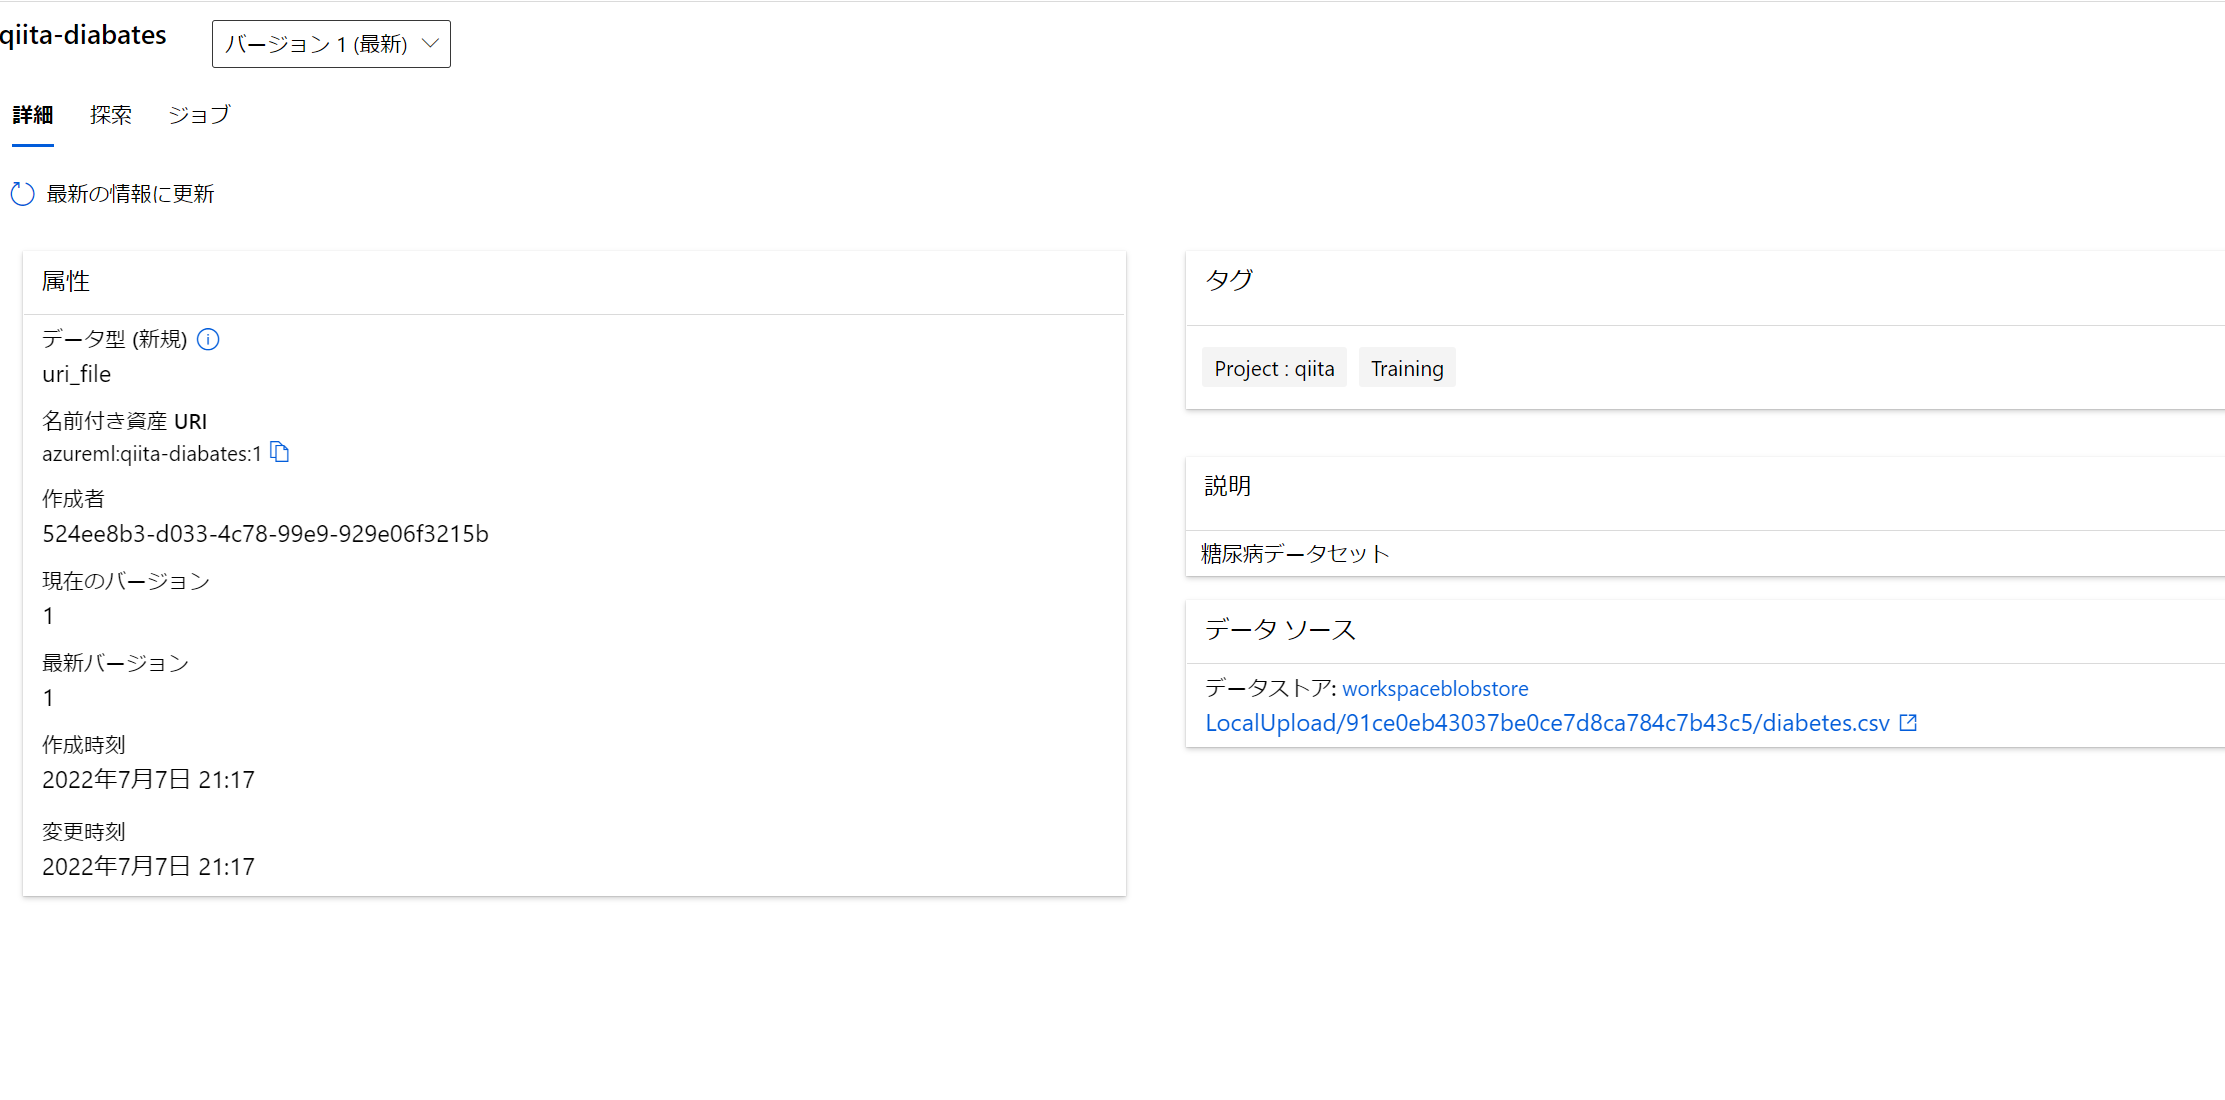 qiita-diabates
バージョン 1 (最新)
詳細 探索 ジョブ
最新の情報に更新
属性
データ型 (新規)
uri_file
名前付き資産 URI
azureml:qiita-diabates:1
作成者
524ee8b3-d033-4c78-99e9-929e06f3215b
現在のバージョン
1
最新バージョン
1
作成時刻
2022年7月7日 21:17
変更時刻
2022年7月7日 21:17
タグ
Project : qiita Training
説明
糖尿病データセット
データ ソース
データストア: workspaceblobstore
LocalUpload/91ce0eb43037be0ce7d8ca784c7b43c5/diabetes.csv